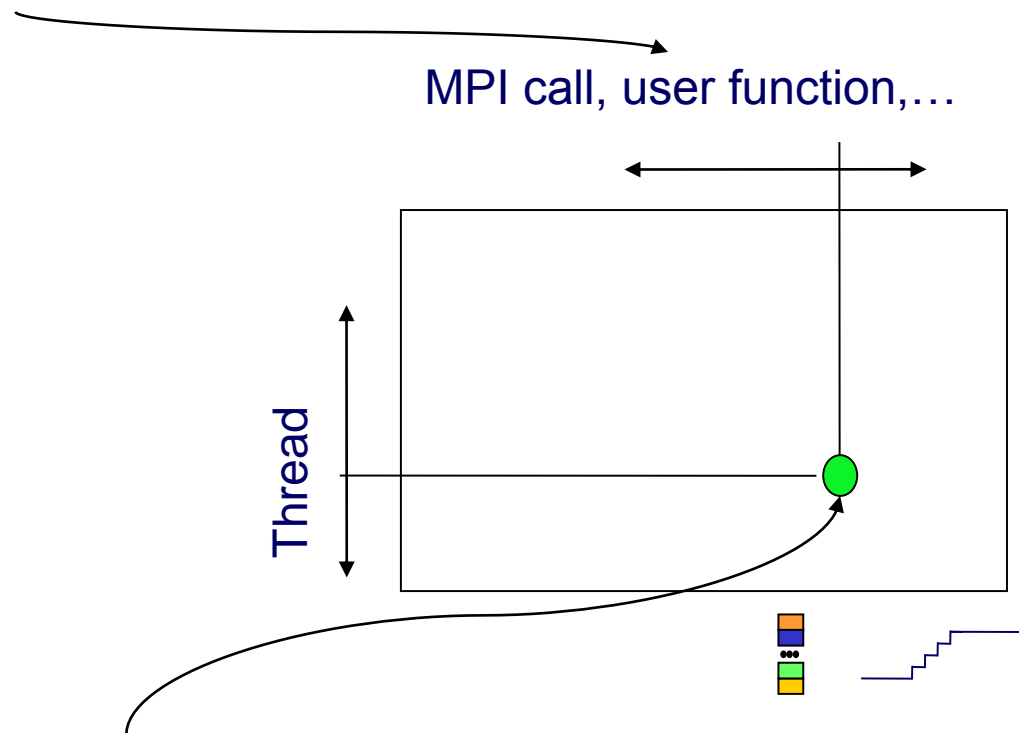 MPI call, user function,…
Thread